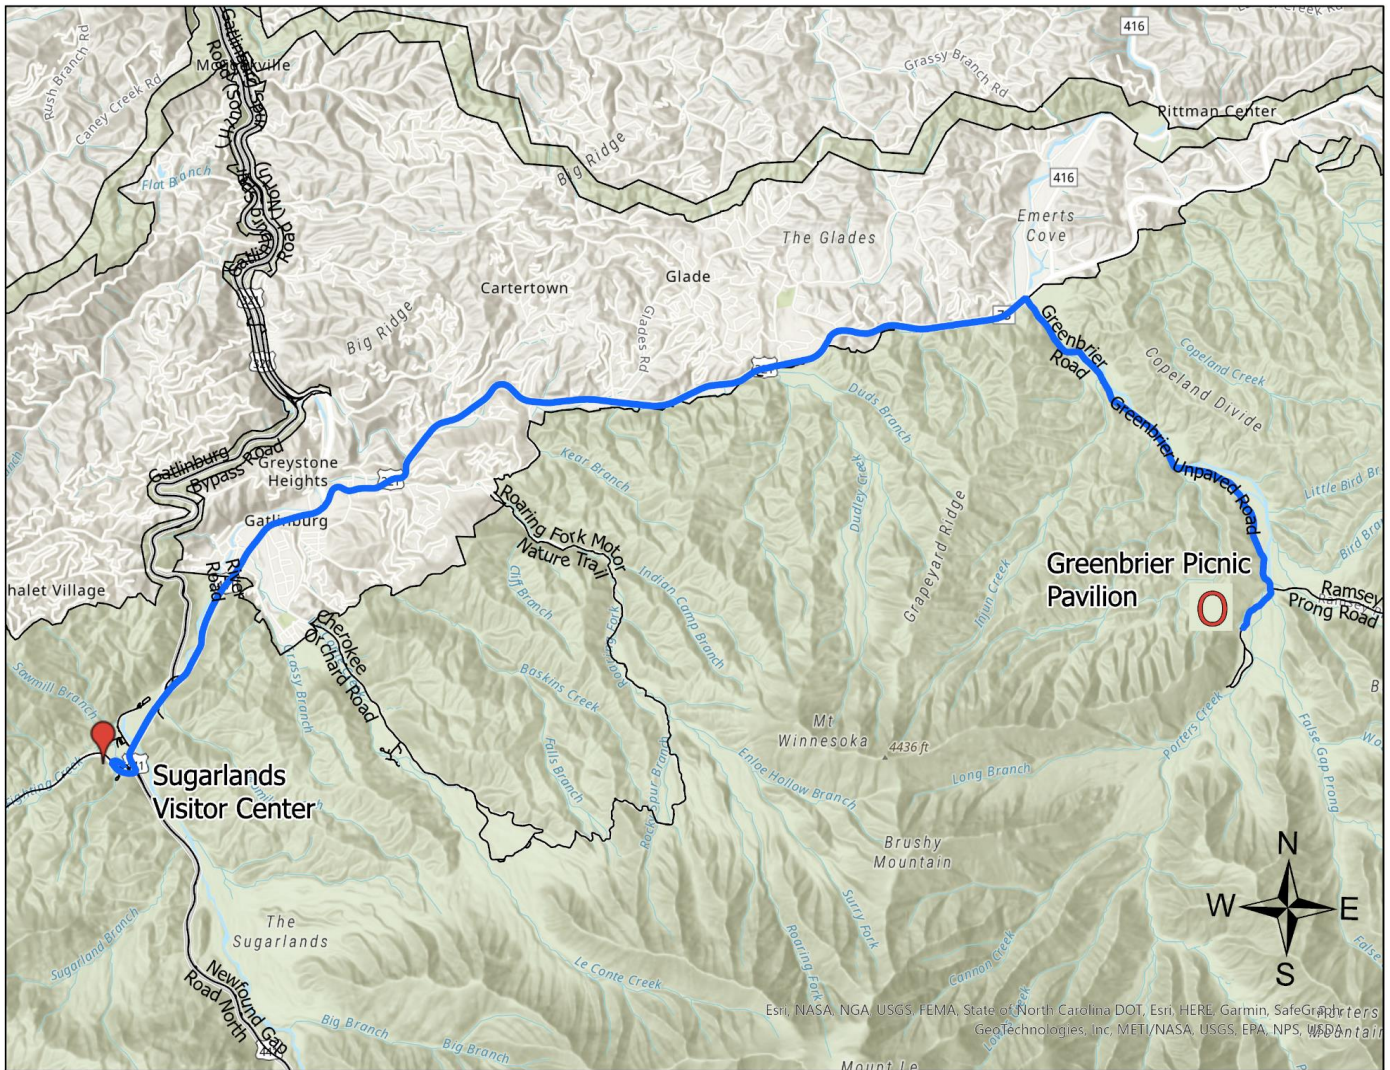 416
Rush Branch Rd
Caney Creek Rd
Grassy Branch Rd
Pittman Center
Flat Branch
Big Ridge
416
Emerts
Cove
The Glades
Glade
Cartertown
Glades Rd
Big Ridge
321
Greenbrier
Road
Copeland Creek
Copeland Divide
Greenbrier Unpaved Road
Duds Branch
Gatlinburg
Bypass Road
Greystone
Heights
Gatlinburg
Kear Branch
Dudley Creek
Little Bird Br
Roaring Fork Motor
Nature Trail
Grapeyard Ridge
Injun Creek
Greenbrier Picnic
Pavilion
Ramsey
Prong Road
River
Road
Cliff Branch
Indian Camp Branch
Cherokee
Orchard Road
Grassy Branch
Sawmill Branch
Baskins Creek
Mt
Winnesoka
4436 ft
Porters Creek
False Gap Prong
Falls Branch
Enloe Hollow Branch
Long Branch
Sugarlands
Visitor Center
Brushy
Mountain
N
W
E
S
Surry Fork
The
Sugarlands
Sugarland Branch
Roaring Fork
Cannon Creek
Le Conte Creek
Newfound Gap
Road North
Big Branch
Big Branch
441
Esri, NASA, NGA, USGS, FEMA, State of North Carolina DOT, Esri, HERE, Garmin, SafeGraph,
GeoTechnologies, Inc, METI/NASA, USGS, EPA, NPS, USDA